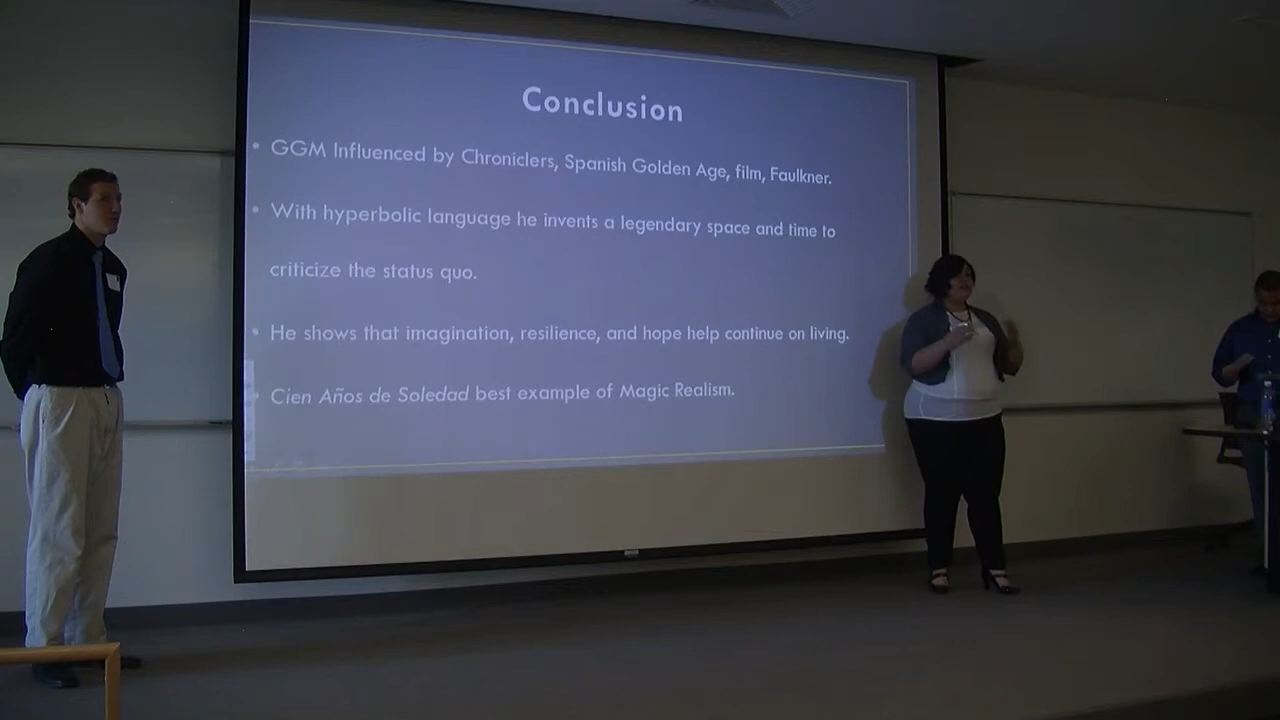 Conclusion
• GGM Influenced by Chroniclers, Spanish Golden Age, film, Faulkner.
• With hyperbolic language he invents a legendary space and time to
criticize the status quo.
• He shows that imagination, resilience, and hope help continue on living.
• Cien Años de Soledad best example of Magic Realism.